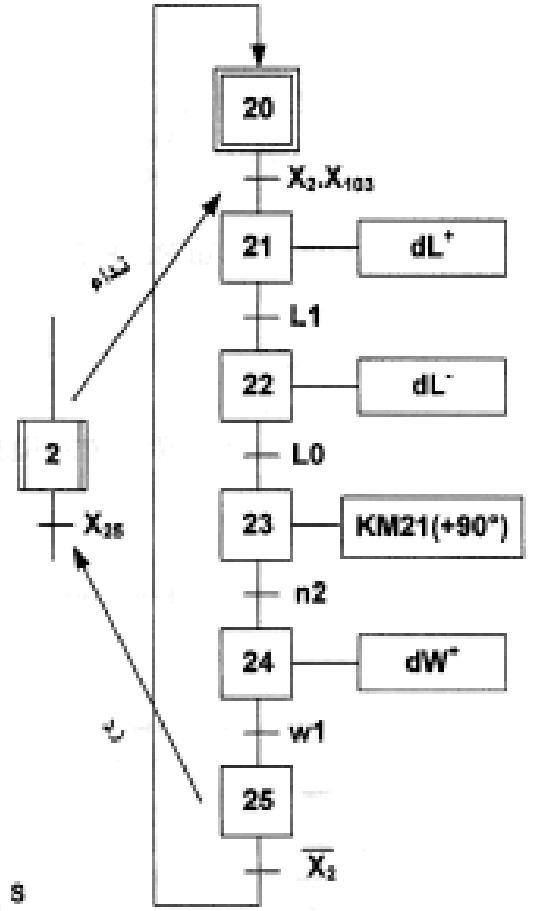 20
X₂.X₁₀₃
21 dL⁺
نداء
L1
22 dL⁻
2
L0
X₂₅
23 KM21(+90°)
n2
24 dW⁺
w1
25
X̅₂
S